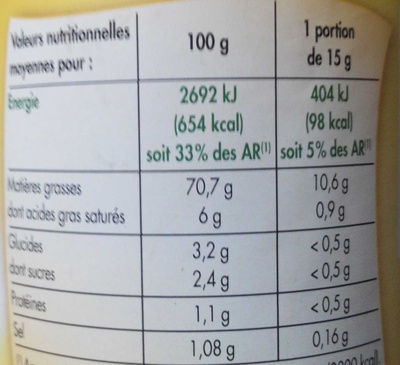 Valeurs nutritionnelles
moyennes pour :
100 g
1 portion
de 15 g
Energie
2692 kJ
(654 kcal)
soit 33% des AR(1)
404 kJ
(98 kcal)
soit 5% des AR(1)
Matières grasses 70,7 g 10,6 g
dont acides gras saturés 6 g 0,9 g
Glucides 3,2 g < 0,5 g
dont sucres 2,4 g < 0,5 g
Protéines 1,1 g < 0,5 g
Sel 1,08 g 0,16 g